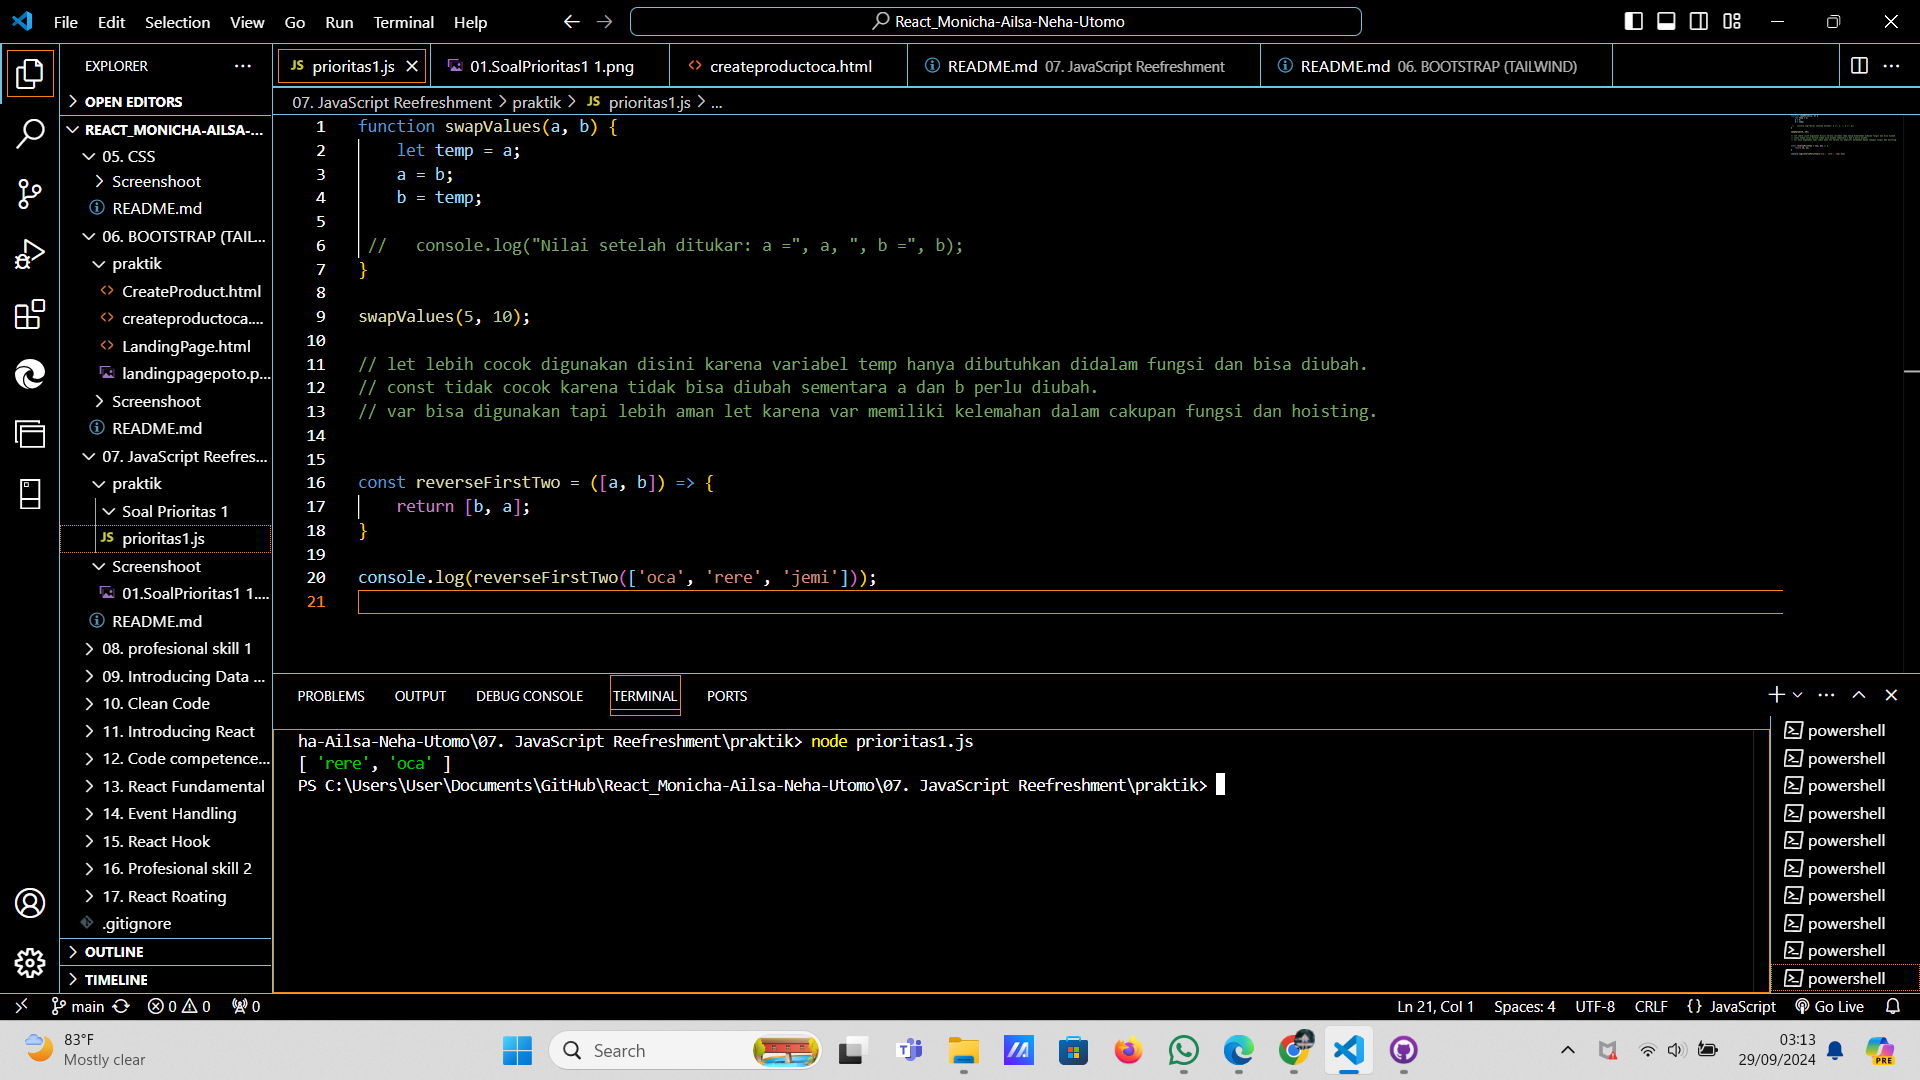 File Edit Selection View Go Run Terminal Help
React_Monicha-Ailsa-Neha-Utomo
EXPLORER
JS prioritas1.js
01.SoalPrioritas1 1.png
createproductoca.html
README.md 07. JavaScript Reefreshment
README.md 06. BOOTSTRAP (TAILWIND)
OPEN EDITORS
REACT_MONICHA-AILSA-...
05. CSS
Screenshoot
README.md
06. BOOTSTRAP (TAIL...
praktik
CreateProduct.html
createproductoca....
LandingPage.html
landingpagepoto.p...
Screenshoot
README.md
07. JavaScript Reefres...
praktik
Soal Prioritas 1
JS prioritas1.js
Screenshoot
01.SoalPrioritas1 1....
README.md
08. profesional skill 1
09. Introducing Data ...
10. Clean Code
11. Introducing React
12. Code competence...
13. React Fundamental
14. Event Handling
15. React Hook
16. Profesional skill 2
17. React Roating
.gitignore
OUTLINE
TIMELINE
07. JavaScript Reefreshment > praktik > JS prioritas1.js > ...
1 function swapValues(a, b) {
2 let temp = a;
3 a = b;
4 b = temp;
5
6 // console.log("Nilai setelah ditukar: a =", a, ", b =", b);
7 }
8
9 swapValues(5, 10);
10
11 // let lebih cocok digunakan disini karena variabel temp hanya dibutuhkan didalam fungsi dan bisa diubah.
12 // const tidak cocok karena tidak bisa diubah sementara a dan b perlu diubah.
13 // var bisa digunakan tapi lebih aman let karena var memiliki kelemahan dalam cakupan fungsi dan hoisting.
14
15
16 const reverseFirstTwo = ([a, b]) => {
17 return [b, a];
18 }
19
20 console.log(reverseFirstTwo(['oca', 'rere', 'jemi']));
21
PROBLEMS OUTPUT DEBUG CONSOLE TERMINAL PORTS
ha-Ailsa-Neha-Utomo\07. JavaScript Reefreshment\praktik> node prioritas1.js
[ 'rere', 'oca' ]
PS C:\Users\User\Documents\GitHub\React_Monicha-Ailsa-Neha-Utomo\07. JavaScript Reefreshment\praktik>
powershell
powershell
powershell
powershell
powershell
powershell
powershell
powershell
powershell
powershell
main 0 0 0
Ln 21, Col 1 Spaces: 4 UTF-8 CRLF {} JavaScript Go Live
83°F
Mostly clear
Search
03:13
29/09/2024
PRE